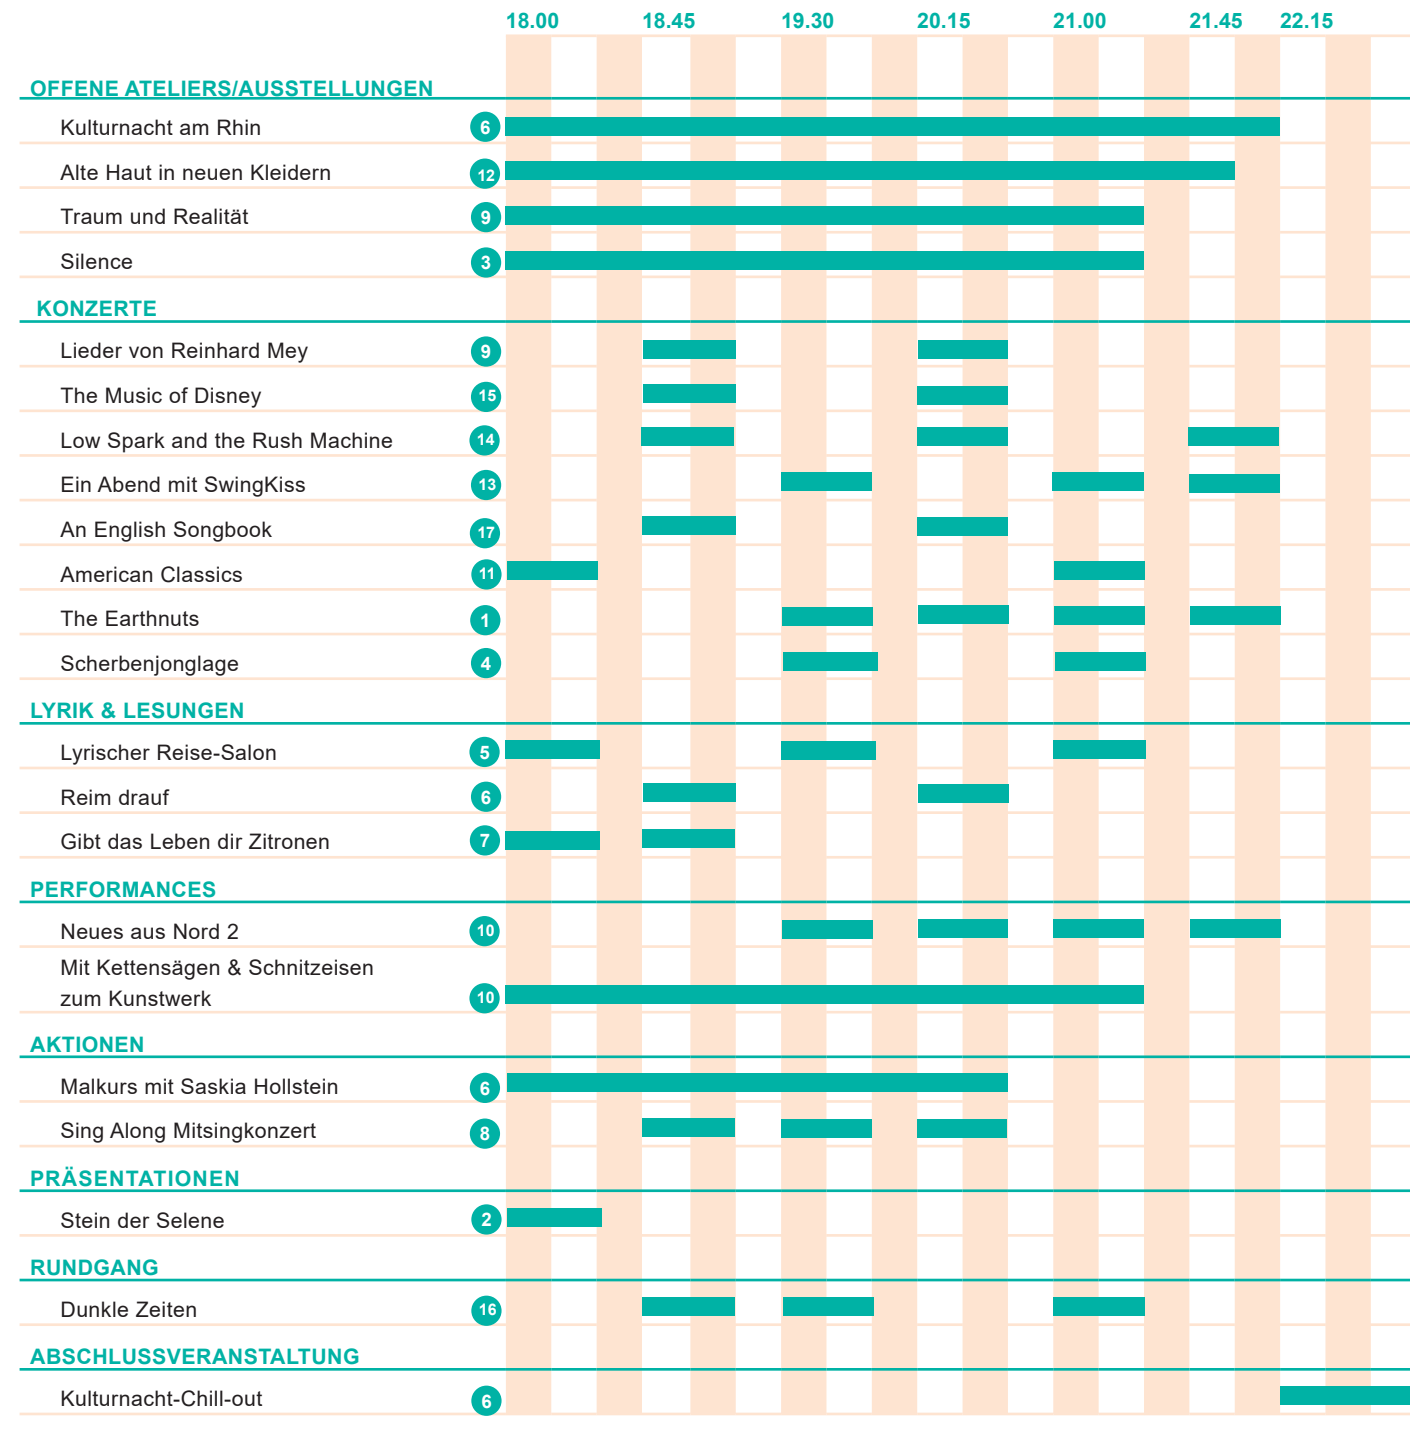 18.00 18.45 19.30 20.15 21.00 21.45 22.15
OFFENE ATELIERS/AUSSTELLUNGEN
Kulturnacht am Rhin 6
Alte Haut in neuen Kleidern 12
Traum und Realität 9
Silence 3
KONZERTE
Lieder von Reinhard Mey 9
The Music of Disney 15
Low Spark and the Rush Machine 14
Ein Abend mit SwingKiss 13
An English Songbook 17
American Classics 11
The Earthnuts 1
Scherbenjonglage 4
LYRIK & LESUNGEN
Lyrischer Reise-Salon 5
Reim drauf 6
Gibt das Leben dir Zitronen 7
PERFORMANCES
Neues aus Nord 2 10
Mit Kettensägen & Schnitzeisen
zum Kunstwerk 10
AKTIONEN
Malkurs mit Saskia Hollstein 6
Sing Along Mitsingkonzert 8
PRÄSENTATIONEN
Stein der Selene 2
RUNDGANG
Dunkle Zeiten 16
ABSCHLUSSVERANSTALTUNG
Kulturnacht-Chill-out 6